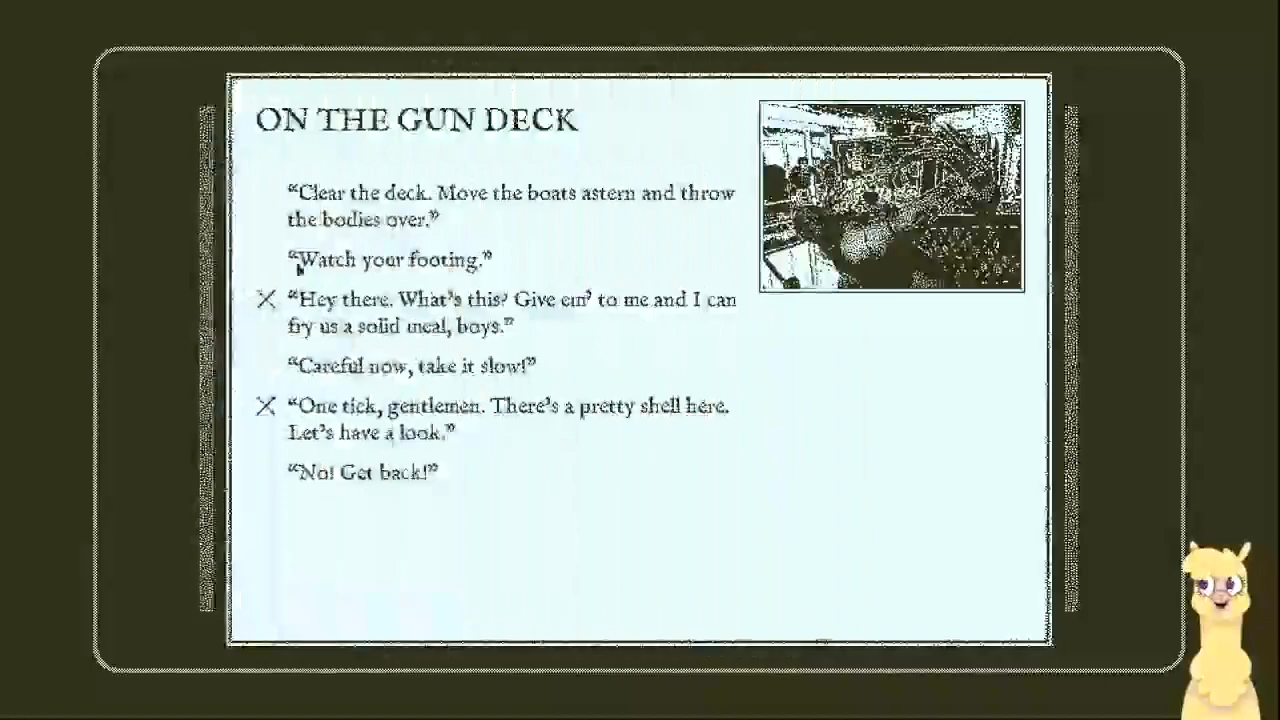 ON THE GUN DECK
“Clear the deck. Move the boats astern and throw
the bodies over.”
“Watch your footing.”
“Hey there. What’s this? Give em’ to me and I can
fry us a solid meal, boys.”
“Careful now, take it slow!”
“One tick, gentlemen. There’s a pretty shell here.
Let’s have a look.”
“No! Get back!”